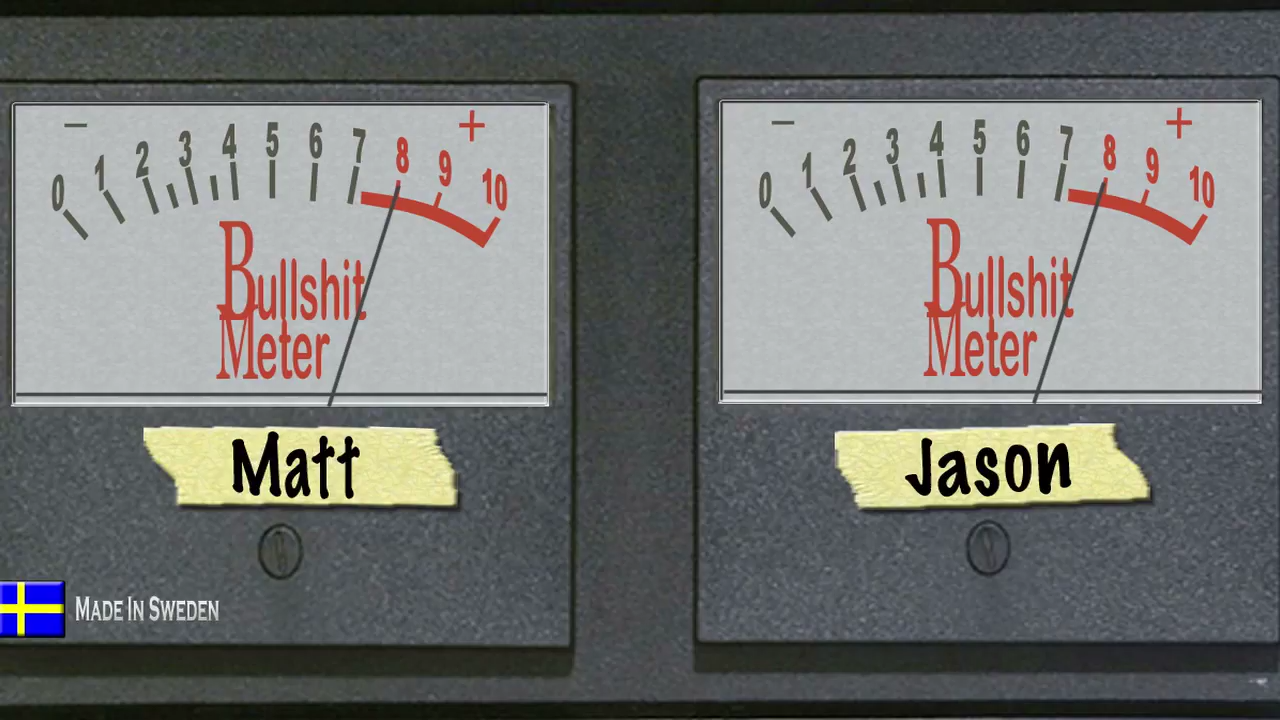 − +
0 1 2 3 4 5 6 7 8 9 10
Bullshit
Meter
Matt
− +
0 1 2 3 4 5 6 7 8 9 10
Bullshit
Meter
Jason
Made In Sweden